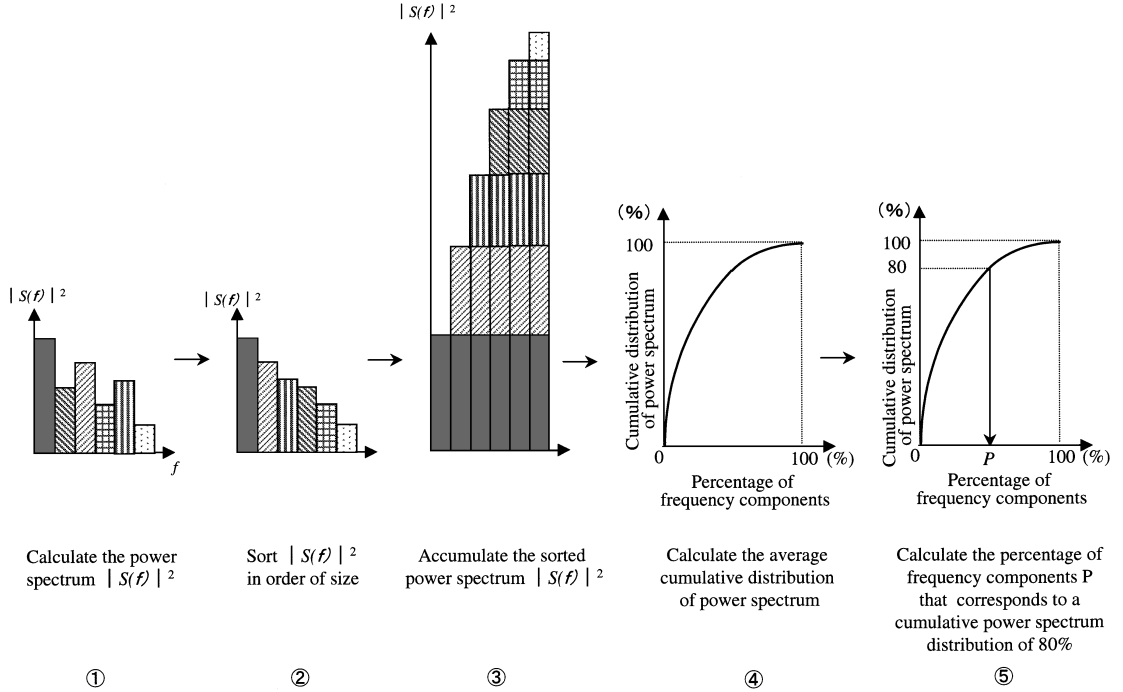 | S(f) | 2
f
Calculate the power
spectrum | S(f) | 2
①
| S(f) | 2
Sort | S(f) | 2
in order of size
②
| S(f) | 2
Accumulate the sorted
power spectrum | S(f) | 2
③
(%)
100
Cumulative distribution
of power spectrum
0
100 (%)
Percentage of
frequency components
Calculate the average
cumulative distribution
of power spectrum
④
(%)
100
80
Cumulative distribution
of power spectrum
0
P
100 (%)
Percentage of
frequency components
Calculate the percentage of
frequency components P
that corresponds to a
cumulative power spectrum
distribution of 80%
⑤